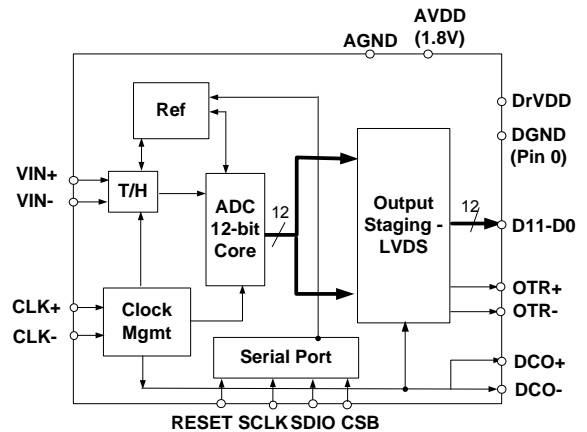 AVDD
AGND (1.8V)
DrVDD
DGND
(Pin 0)
Ref
VIN+
VIN-
T/H
ADC
12-bit
Core
12
Output
Staging -
LVDS
12
D11-D0
OTR+
OTR-
CLK+
CLK-
Clock
Mgmt
Serial Port
DCO+
DCO-
RESET SCLK SDIO CSB